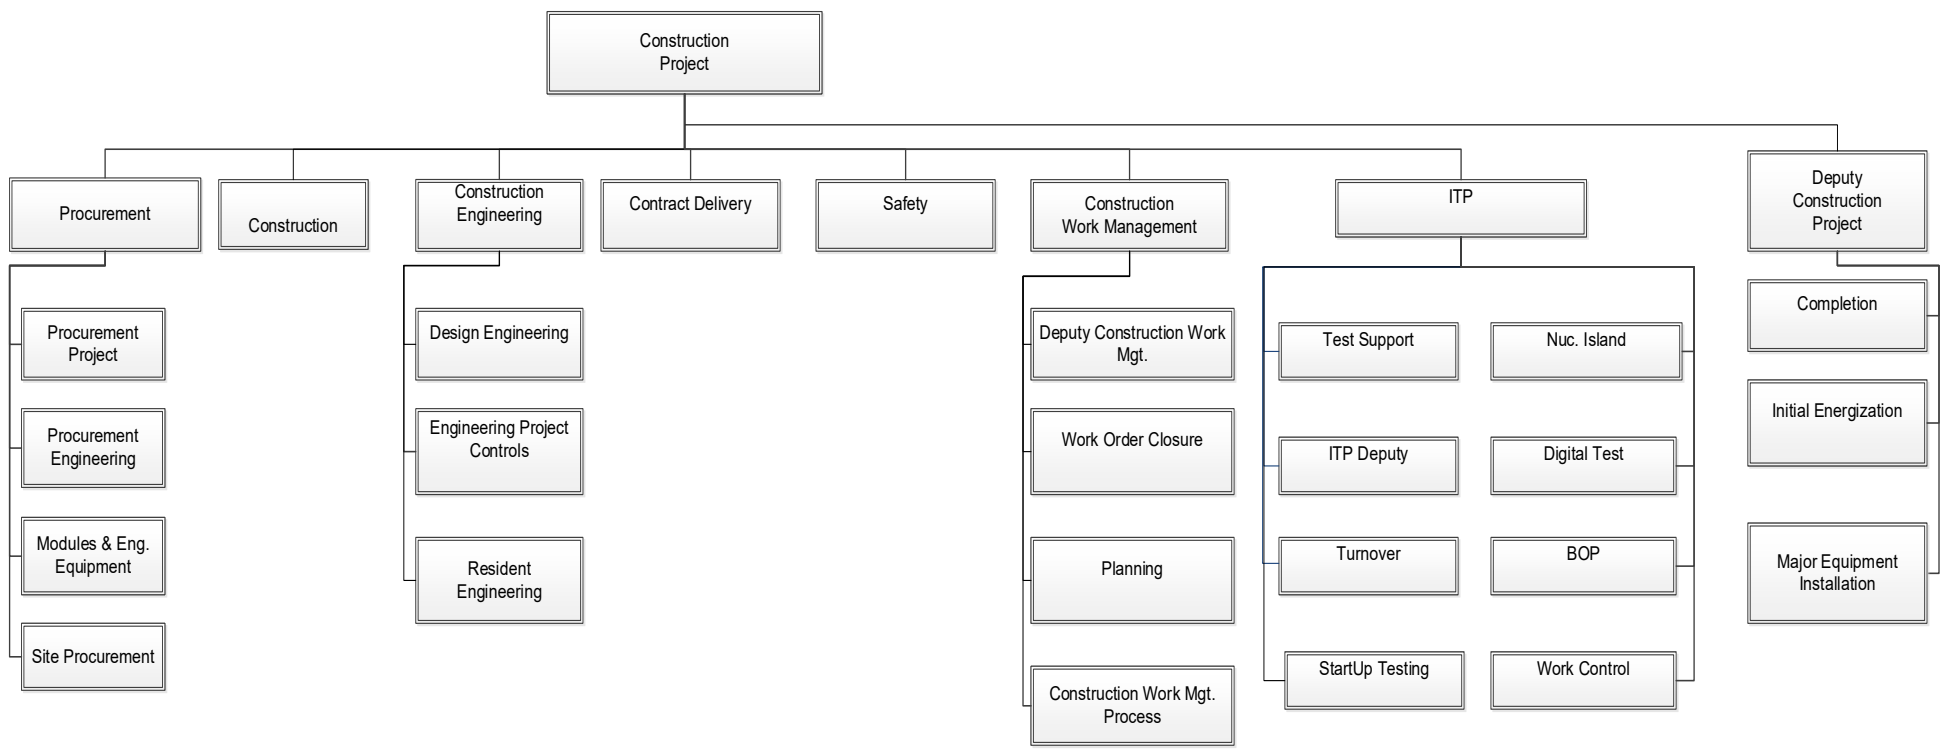 Construction
Project
Procurement
Construction
Construction
Engineering
Contract Delivery
Safety
Construction
Work Management
ITP
Deputy
Construction
Project
Procurement
Project
Procurement
Engineering
Modules & Eng.
Equipment
Site Procurement
Design Engineering
Engineering Project
Controls
Resident
Engineering
Deputy Construction Work
Mgt.
Work Order Closure
Planning
Construction Work Mgt.
Process
Test Support
ITP Deputy
Turnover
StartUp Testing
Nuc. Island
Digital Test
BOP
Work Control
Completion
Initial Energization
Major Equipment
Installation